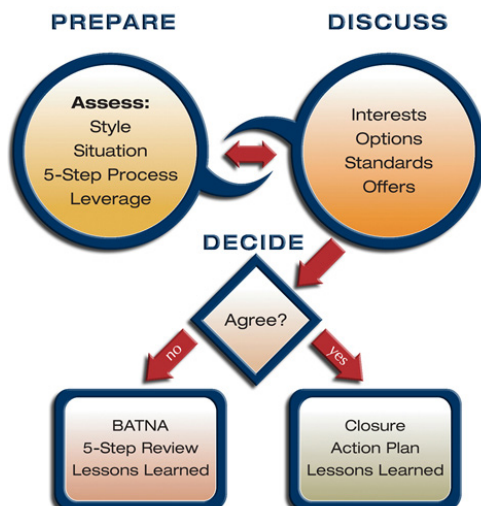 PREPARE
DISCUSS
Assess:
Style
Situation
5-Step Process
Leverage
Interests
Options
Standards
Offers
DECIDE
Agree?
no
yes
BATNA
5-Step Review
Lessons Learned
Closure
Action Plan
Lessons Learned